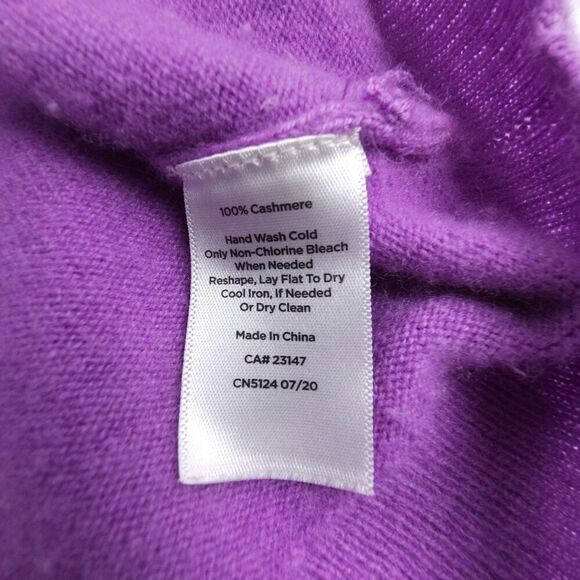 100% Cashmere
Hand Wash Cold
Only Non-Chlorine Bleach
When Needed
Reshape, Lay Flat To Dry
Cool Iron, if Needed
Or Dry Clean
Made In China
CA# 23147
CN5124 07/20